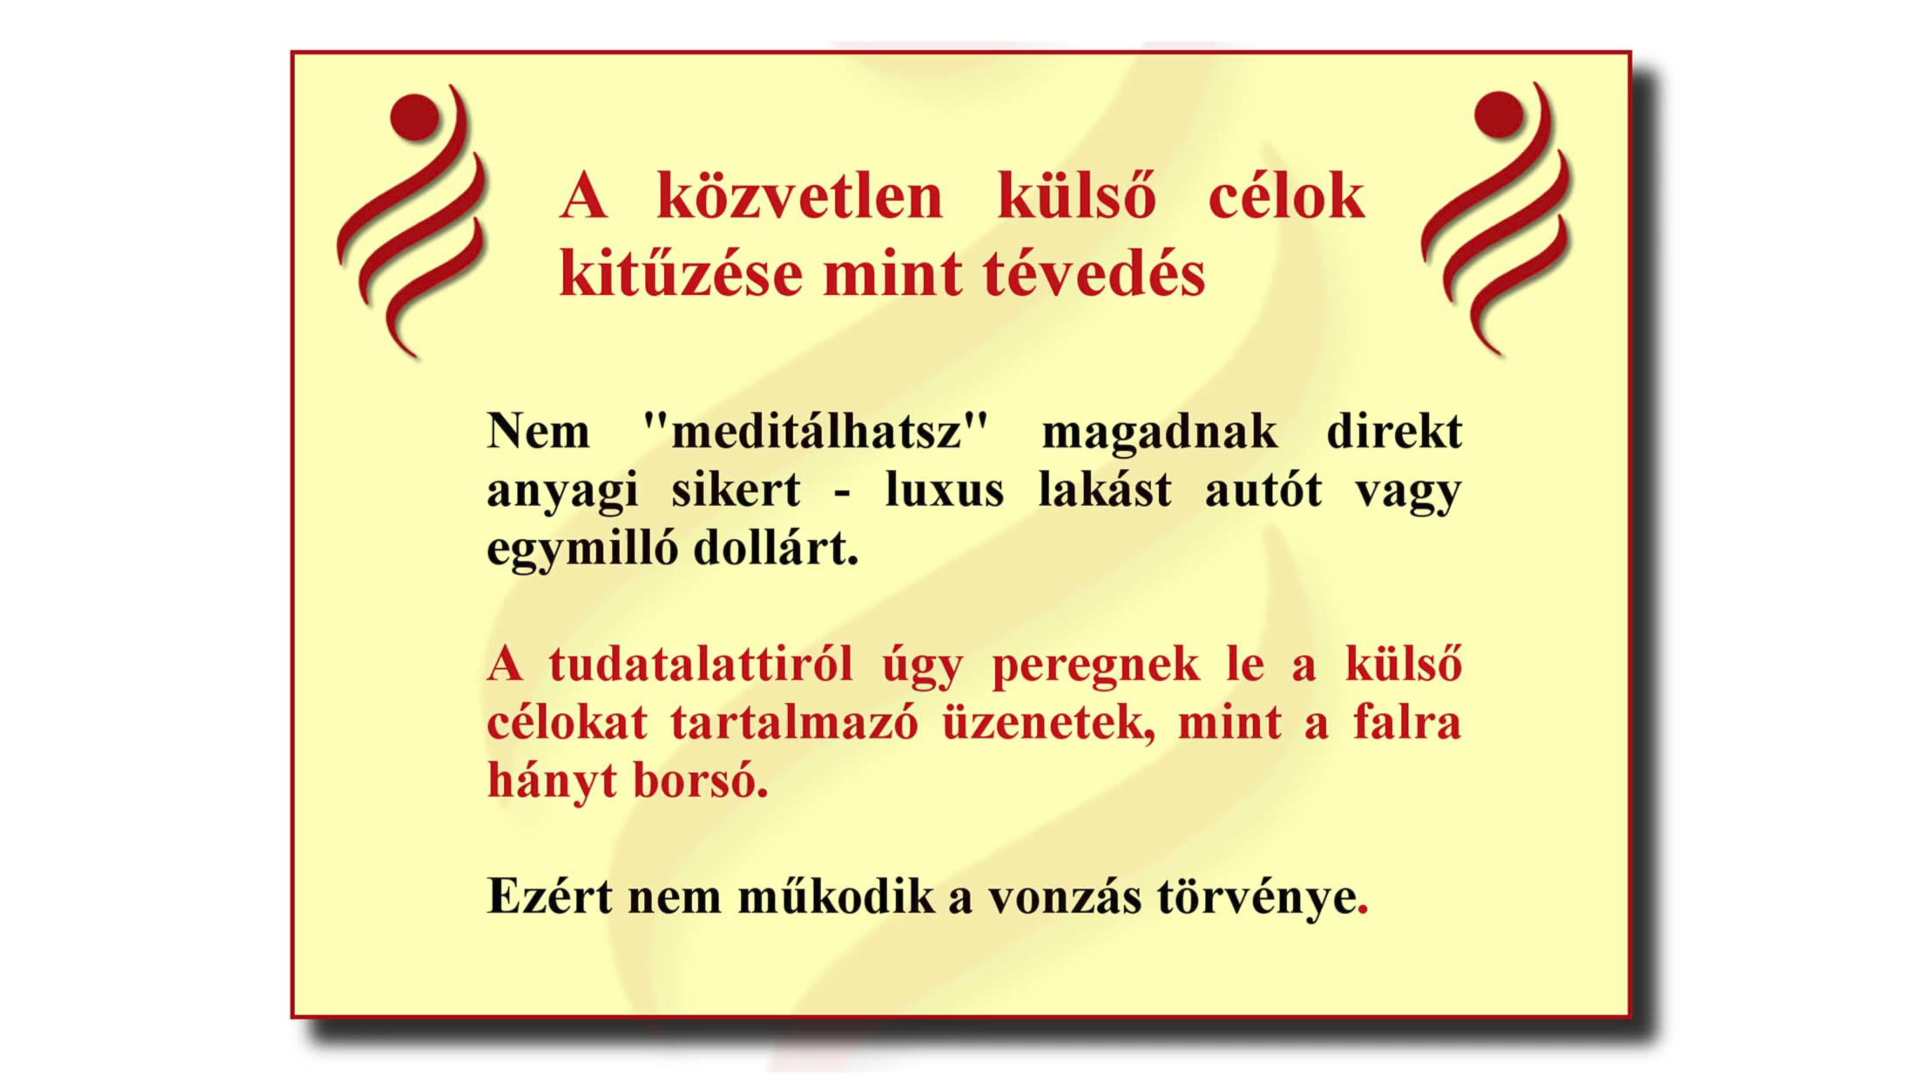 A közvetlen külső célok
kitűzése mint tévedés
Nem "meditálhatsz" magadnak direkt
anyagi sikert - luxus lakást autót vagy
egymilló dollárt.
A tudatalattiról úgy peregnek le a külső
célokat tartalmazó üzenetek, mint a falra
hányt borsó.
Ezért nem műkodik a vonzás törvénye.